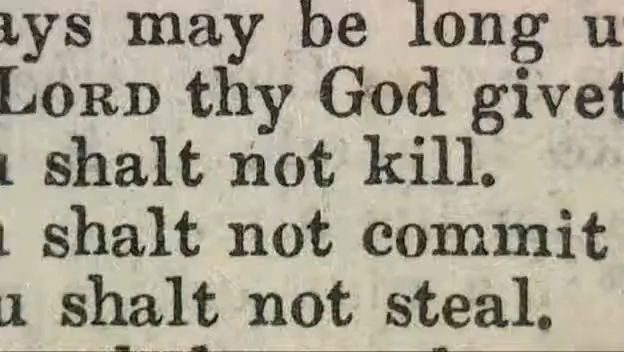 ays may be long u
LORD thy God givet
shalt not kill.
shalt not commit
u shalt not steal.